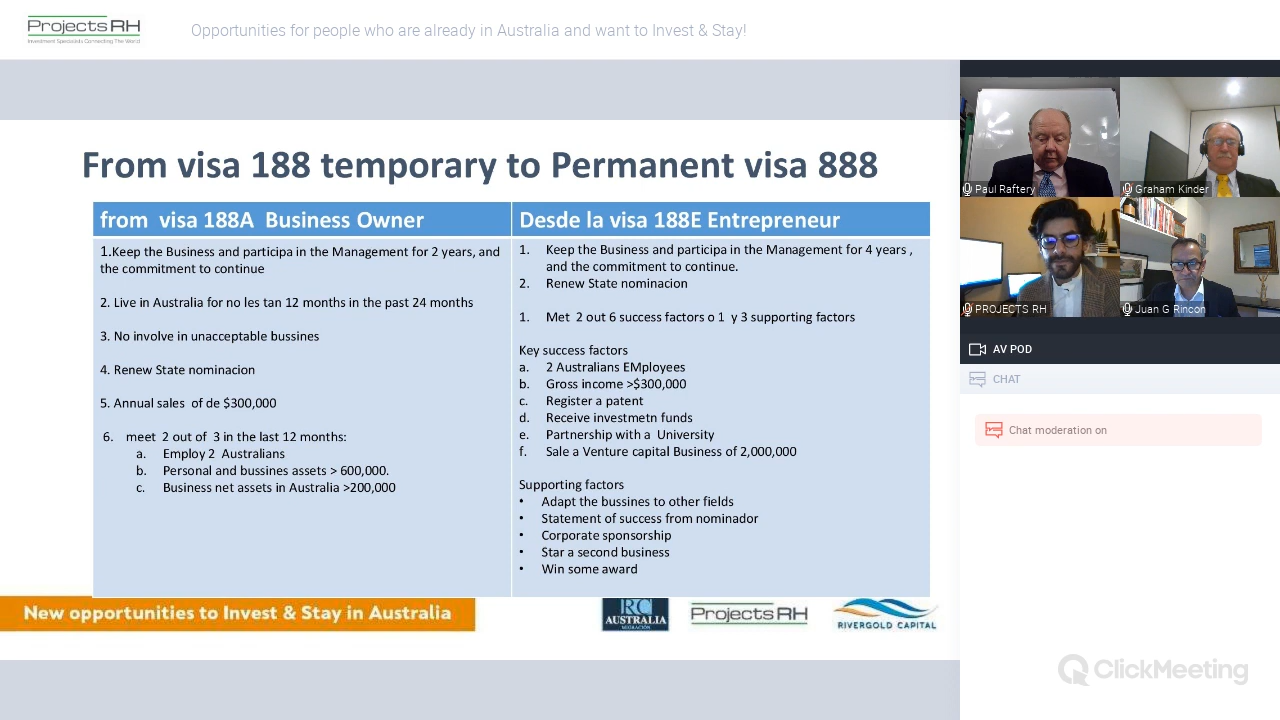 ProjectsRH
Investment Specialists Connecting The World
Opportunities for people who are already in Australia and want to Invest & Stay!
From visa 188 temporary to Permanent visa 888
from visa 188A Business Owner
1.Keep the Business and participa in the Management for 2 years, and
the commitment to continue
2. Live in Australia for no les tan 12 months in the past 24 months
3. No involve in unacceptable bussines
4. Renew State nominacion
5. Annual sales of de $300,000
6. meet 2 out of 3 in the last 12 months:
a. Employ 2 Australians
b. Personal and bussines assets > 600,000.
c. Business net assets in Australia >200,000
Desde la visa 188E Entrepreneur
1. Keep the Business and participa in the Management for 4 years ,
and the commitment to continue.
2. Renew State nominacion
1. Met 2 out 6 success factors o 1 y 3 supporting factors
Key success factors
a. 2 Australians EMployees
b. Gross income >$300,000
c. Register a patent
d. Receive investmetn funds
e. Partnership with a University
f. Sale a Venture capital Business of 2,000,000
Supporting factors
• Adapt the bussines to other fields
• Statement of success from nominador
• Corporate sponsorship
• Star a second business
• Win some award
New opportunities to Invest & Stay in Australia
RC
AUSTRALIA
MIGRACIÓN
ProjectsRH
RIVERGOLD CAPITAL
Paul Raftery
Graham Kinder
PROJECTS RH
Juan G Rincon
AV POD
CHAT
Chat moderation on
ClickMeeting